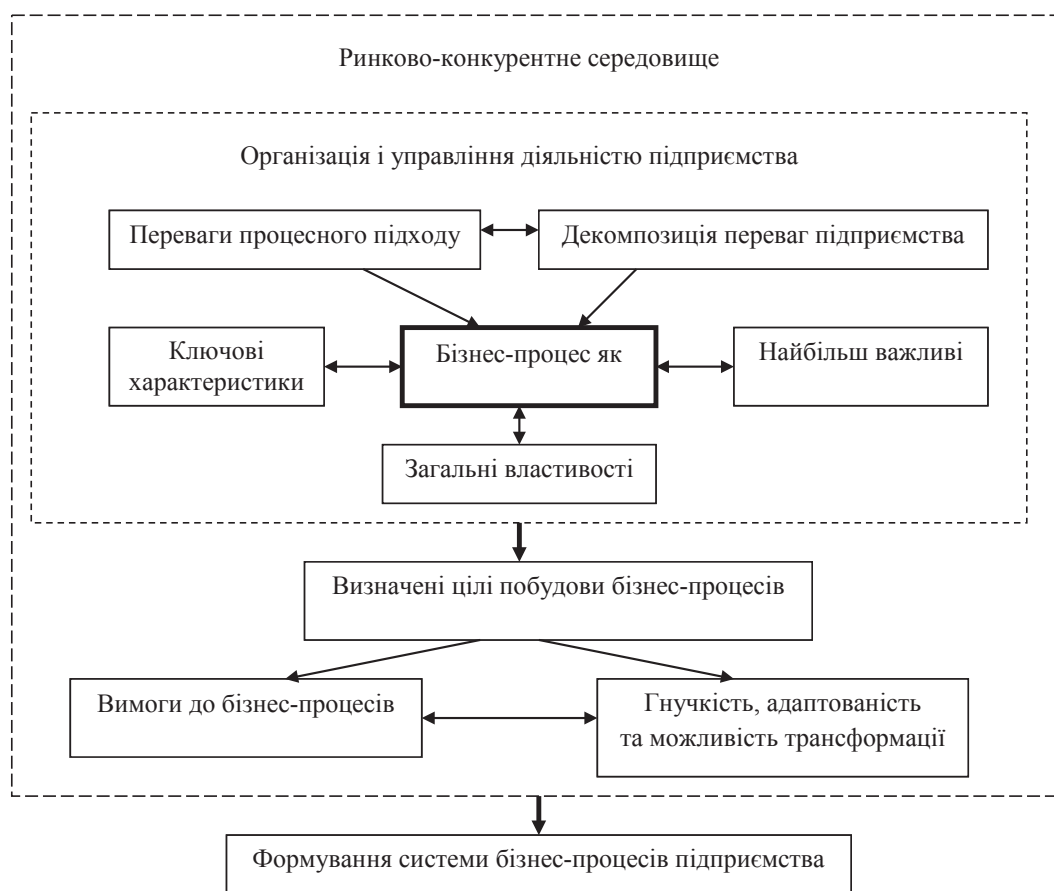 Ринково-конкурентне середовище
Організація і управління діяльністю підприємства
Переваги процесного підходу
Декомпозиція переваг підприємства
Ключові
характеристики
Бізнес-процес як
Найбільш важливі
Загальні властивості
Визначені цілі побудови бізнес-процесів
Вимоги до бізнес-процесів
Гнучкість, адаптованість
та можливість трансформації
Формування системи бізнес-процесів підприємства